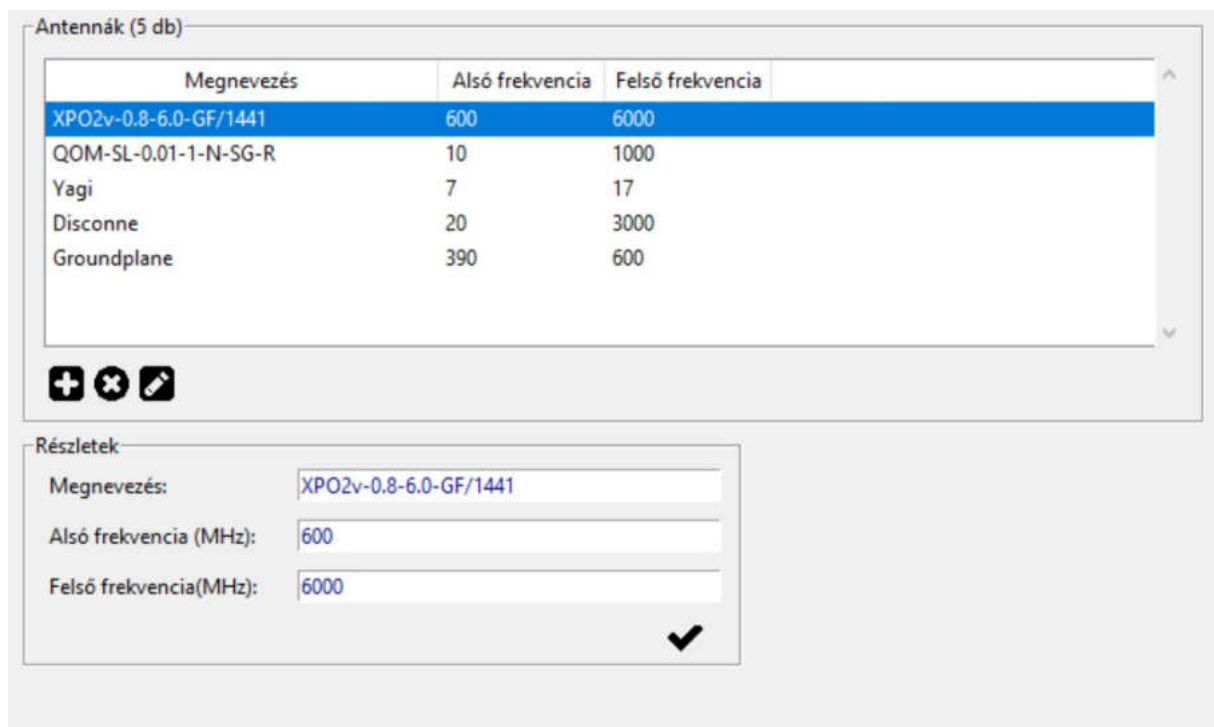 Antennák (5 db)
Megnevezés Alsó frekvencia Felső frekvencia
XPO2v-0.8-6.0-GF/1441 600 6000
QOM-SL-0.01-1-N-SG-R 10 1000
Yagi 7 17
Disconne 20 3000
Groundplane 390 600
Részletek
Megnevezés: XPO2v-0.8-6.0-GF/1441
Alsó frekvencia (MHz): 600
Felső frekvencia(MHz): 6000